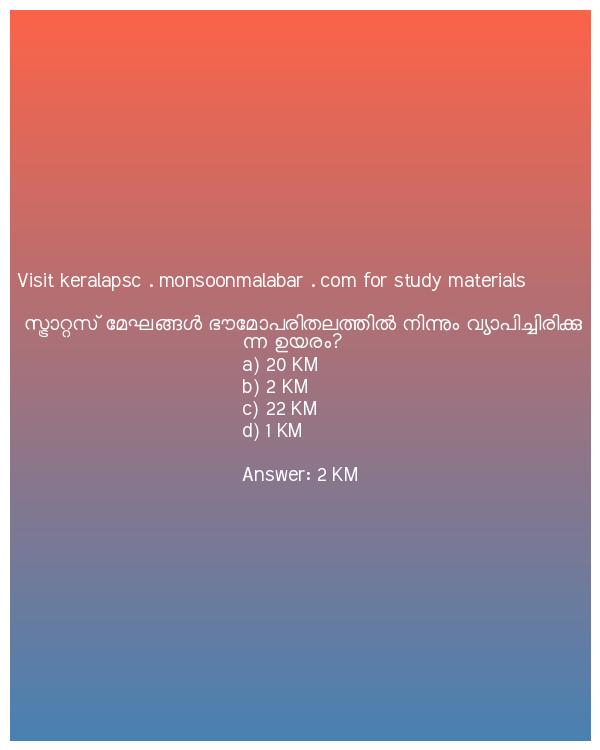 Visit keralapsc . monsoonmalabar . com for study materials
സ്ട്രാറ്റസ് മേഘങ്ങൾ ഭൗമോപരിതലത്തിൽ നിന്നും വ്യാപിച്ചിരിക്കു
ന്ന ഉയരം?
a) 20 KM
b) 2 KM
c) 22 KM
d) 1 KM
Answer: 2 KM